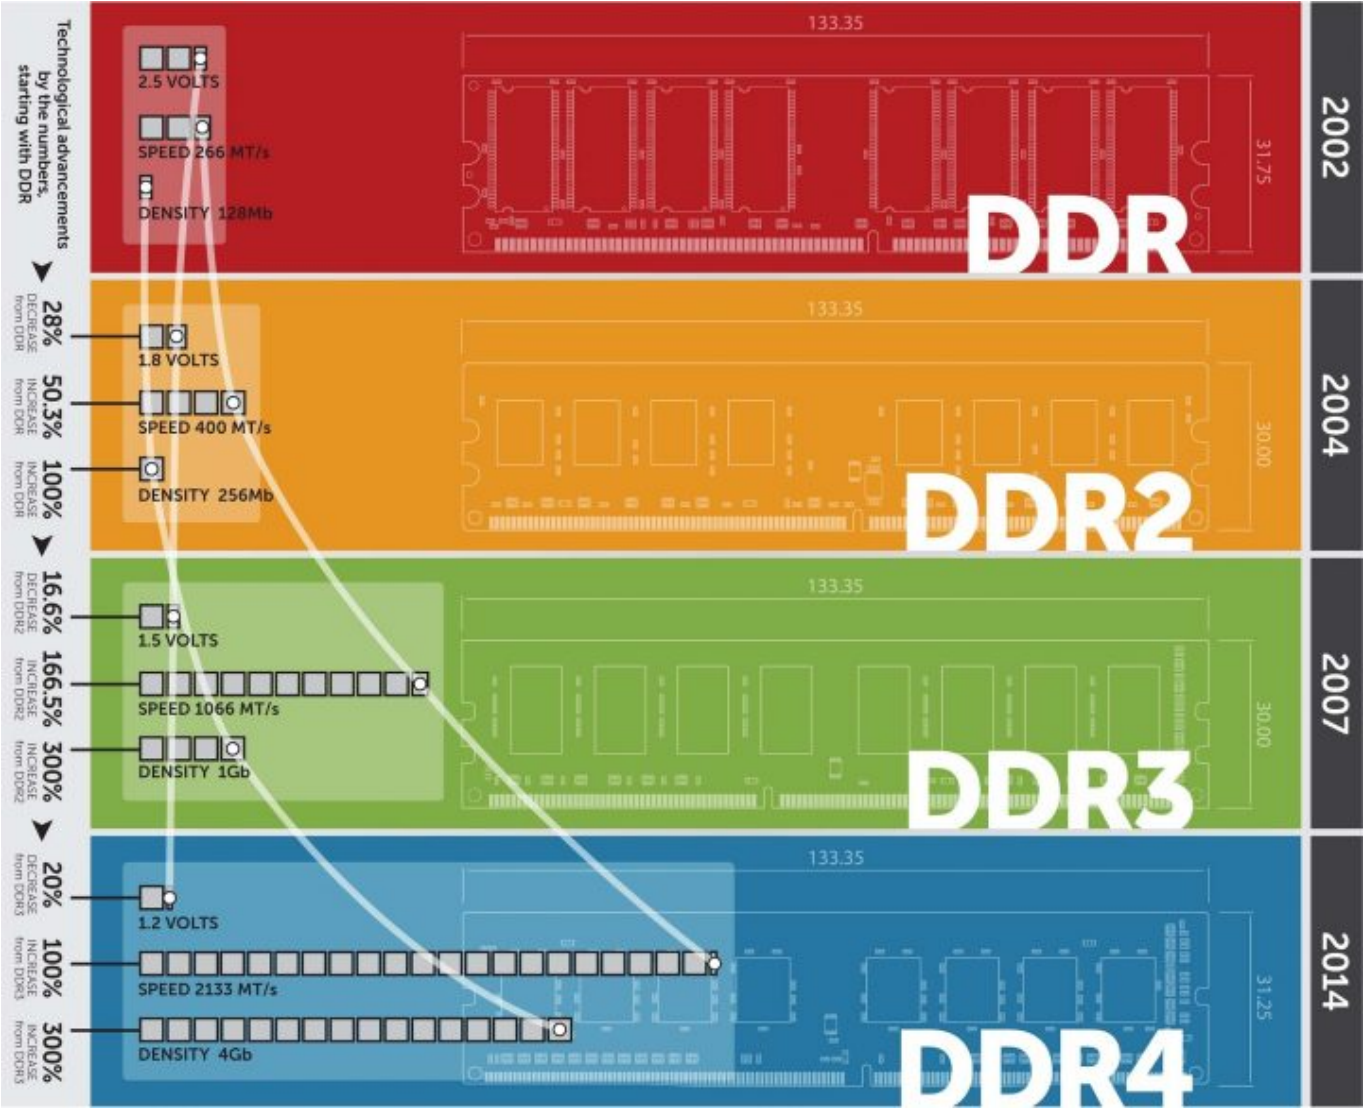 Technological advancements
by the numbers,
starting with DDR
133.35
2.5 VOLTS
SPEED 266 MT/s
DENSITY 128Mb
31.75
DDR
2002
28%
DECREASE
from DDR
50.3%
INCREASE
from DDR
100%
INCREASE
from DDR
133.35
1.8 VOLTS
SPEED 400 MT/s
DENSITY 256Mb
30.00
DDR2
2004
16.6%
DECREASE
from DDR2
166.5%
INCREASE
from DDR2
300%
INCREASE
from DDR2
133.35
1.5 VOLTS
SPEED 1066 MT/s
DENSITY 1Gb
30.00
DDR3
2007
20%
DECREASE
from DDR3
100%
INCREASE
from DDR3
300%
INCREASE
from DDR3
133.35
1.2 VOLTS
SPEED 2133 MT/s
DENSITY 4Gb
31.25
DDR4
2014